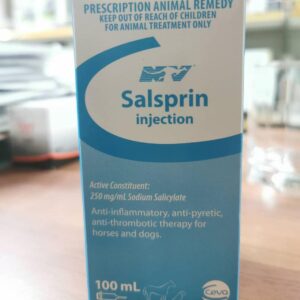 PRESCRIPTION ANIMAL REMEDY
KEEP OUT OF REACH OF CHILDREN
FOR ANIMAL TREATMENT ONLY
NV
Salsprin
injection
Active Constituent:
250 mg/mL Sodium Salicylate
Anti-inflammatory, anti-pyretic,
anti-thrombotic therapy for
horses and dogs.
100 mL
Ceva